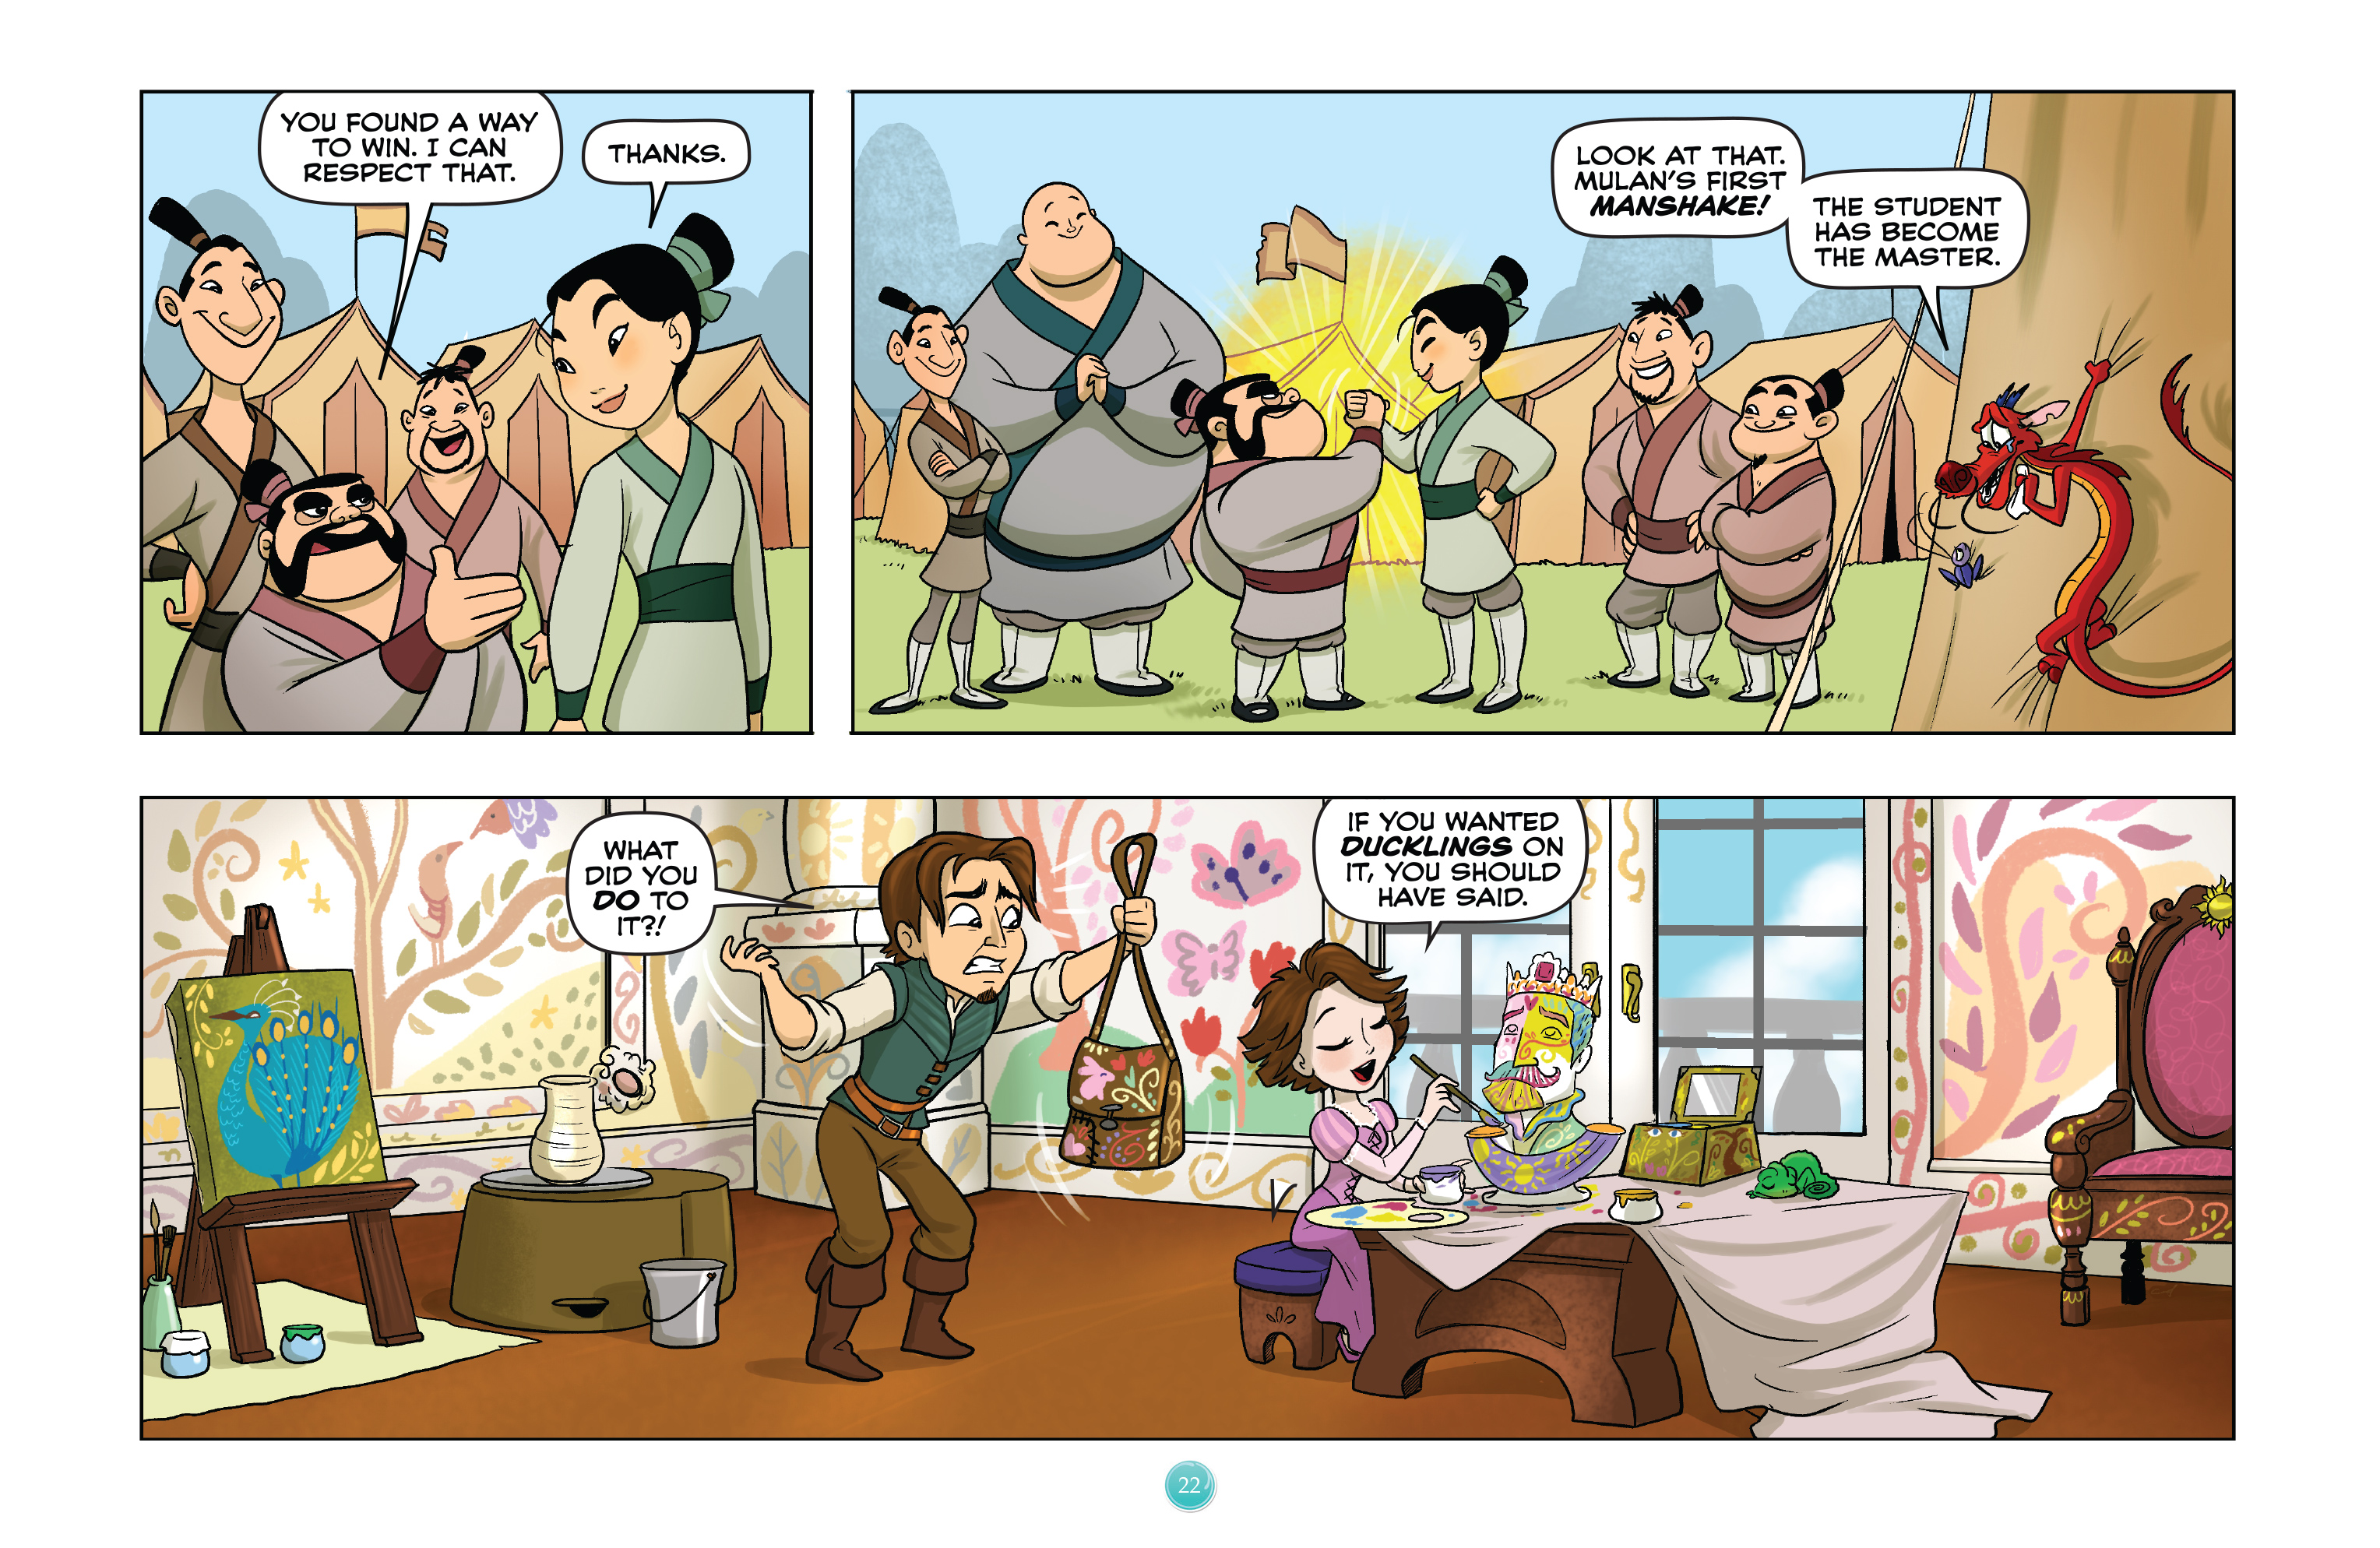 YOU FOUND A WAY
TO WIN. I CAN
RESPECT THAT.
THANKS.
LOOK AT THAT.
MULAN'S FIRST
MANSHAKE!
THE STUDENT
HAS BECOME
THE MASTER.
WHAT
DID YOU
DO TO
IT?!
IF YOU WANTED
DUCKLINGS ON
IT, YOU SHOULD
HAVE SAID.
22